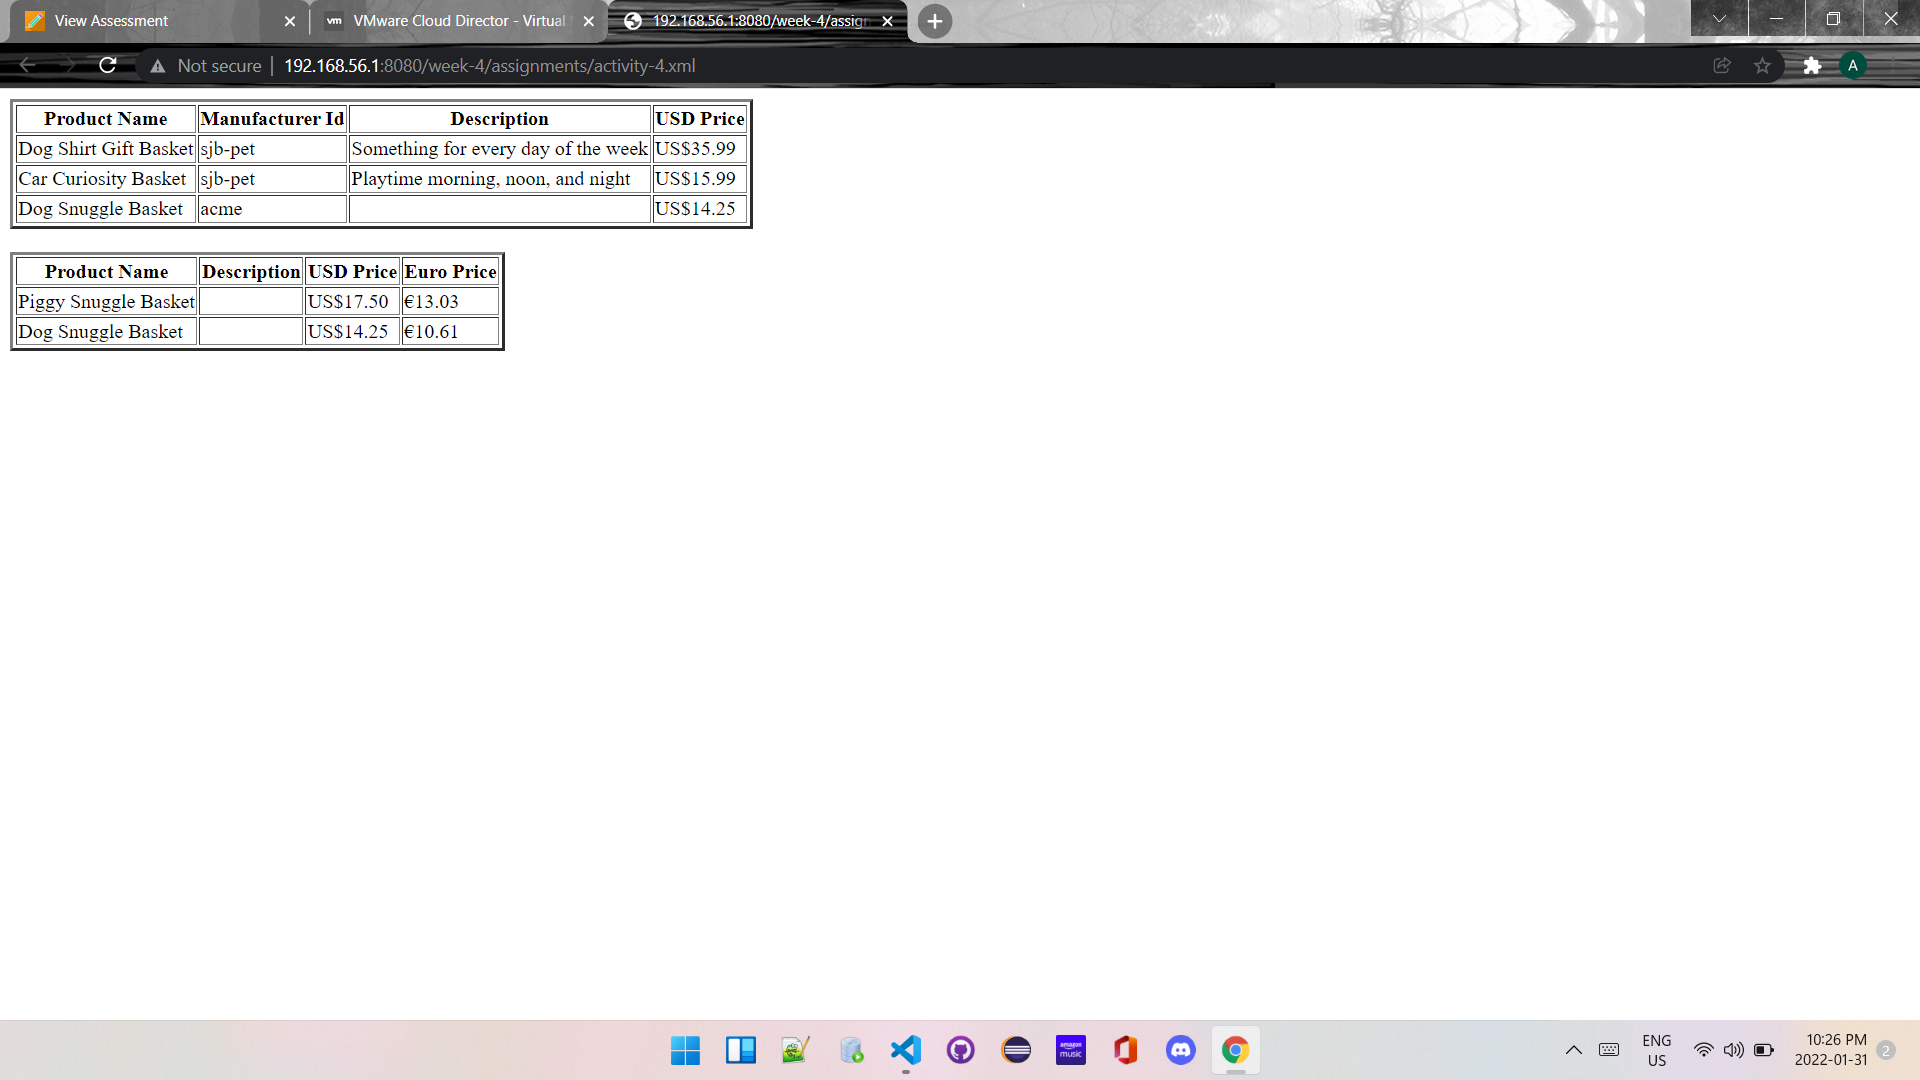 View Assessment
vm VMware Cloud Director - Virtual
192.168.56.1:8080/week-4/assign
Not secure 192.168.56.1:8080/week-4/assignments/activity-4.xml
A
Product Name Manufacturer Id Description USD Price
Dog Shirt Gift Basket sjb-pet Something for every day of the week US$35.99
Car Curiosity Basket sjb-pet Playtime morning, noon, and night US$15.99
Dog Snuggle Basket acme US$14.25
Product Name Description USD Price Euro Price
Piggy Snuggle Basket US$17.50 €13.03
Dog Snuggle Basket US$14.25 €10.61
amazon
music
ENG
US
10:26 PM
2022-01-31
2